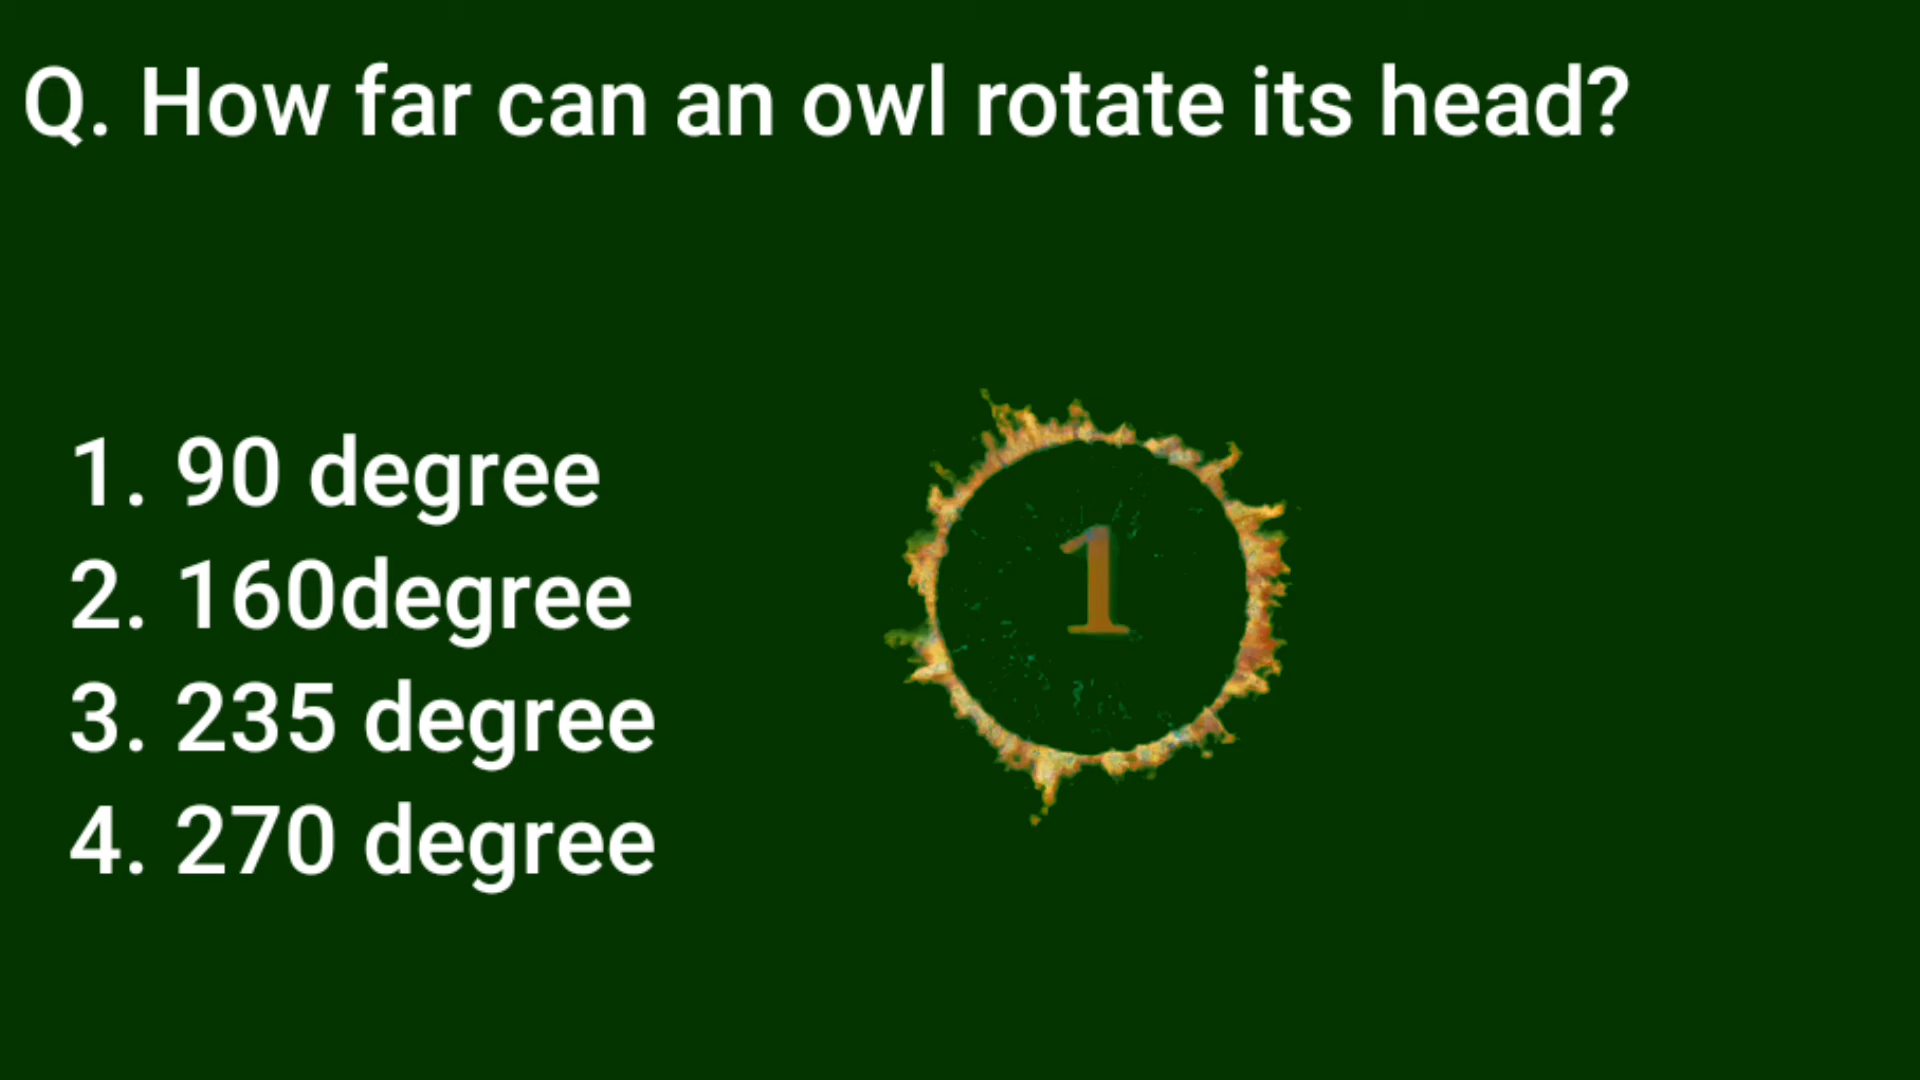 Q. How far can an owl rotate its head?
1. 90 degree
2. 160degree
3. 235 degree
4. 270 degree
1